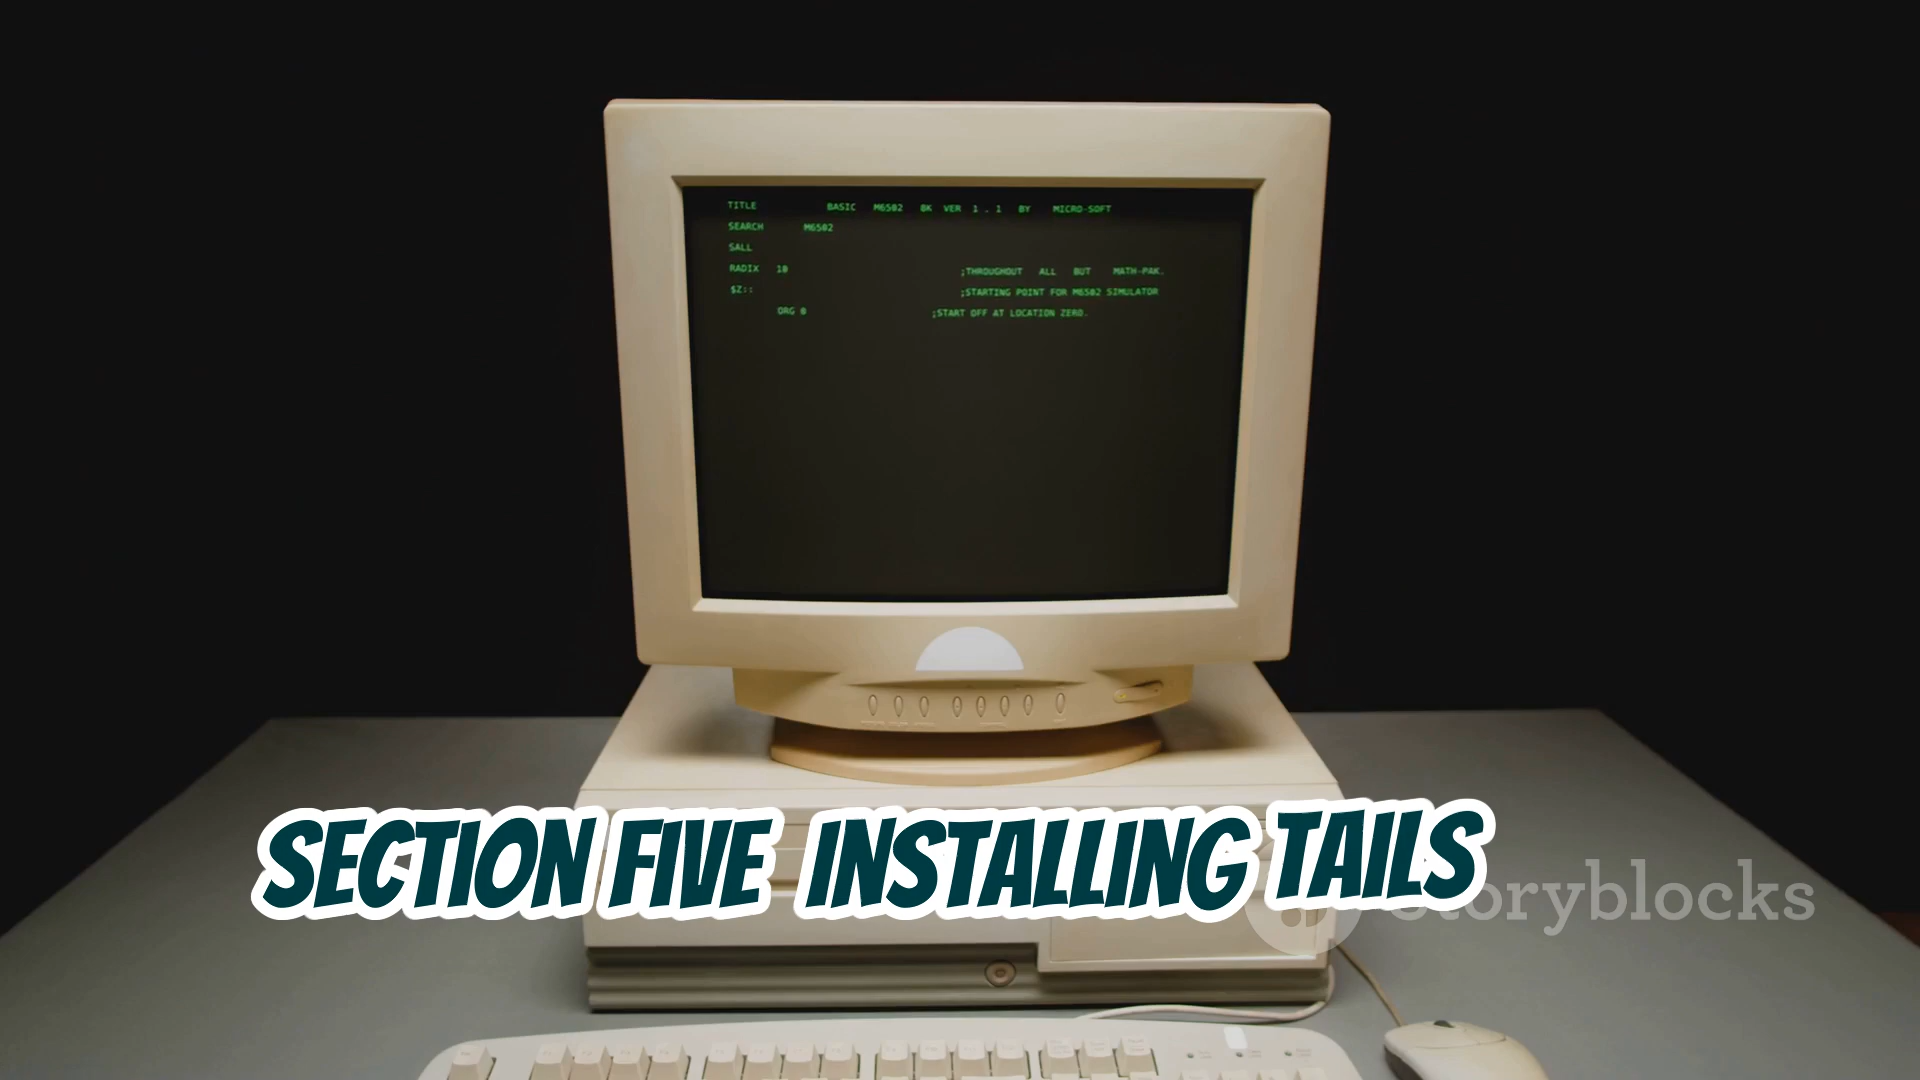 TITLE BASIC M6502 8K VER 1.1 BY MICRO-SOFT
SEARCH M6502
SALL
RADIX 10 ;THROUGHOUT ALL BUT MATH-PAK.
$Z:: ;STARTING POINT FOR M6502 SIMULATOR
ORG 0 ;START OFF AT LOCATION ZERO.
SECTION FIVE INSTALLING TAILS
Storyblocks